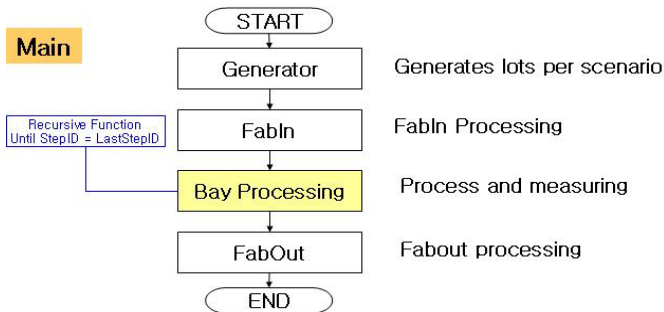 START
Main
Generator
Generates lots per scenario
Recursive Function
Until StepID = LastStepID
FabIn
FabIn Processing
Bay Processing
Process and measuring
FabOut
Fabout processing
END